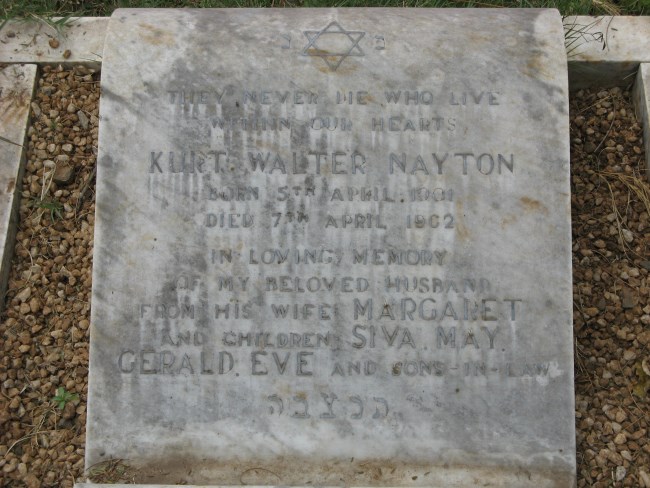 פ נ
THEY NEVER DIE WHO LIVE
WITHIN OUR HEARTS
KURT WALTER NAYTON
BORN 5TH APRIL, 1901
DIED 7TH APRIL 1962
IN LOVING MEMORY
OF MY BELOVED HUSBAND
FROM HIS WIFE: MARGARET
AND CHILDREN: SIVA, MAY,
GERALD, EVE AND SONS-IN-LAW
תנצבה